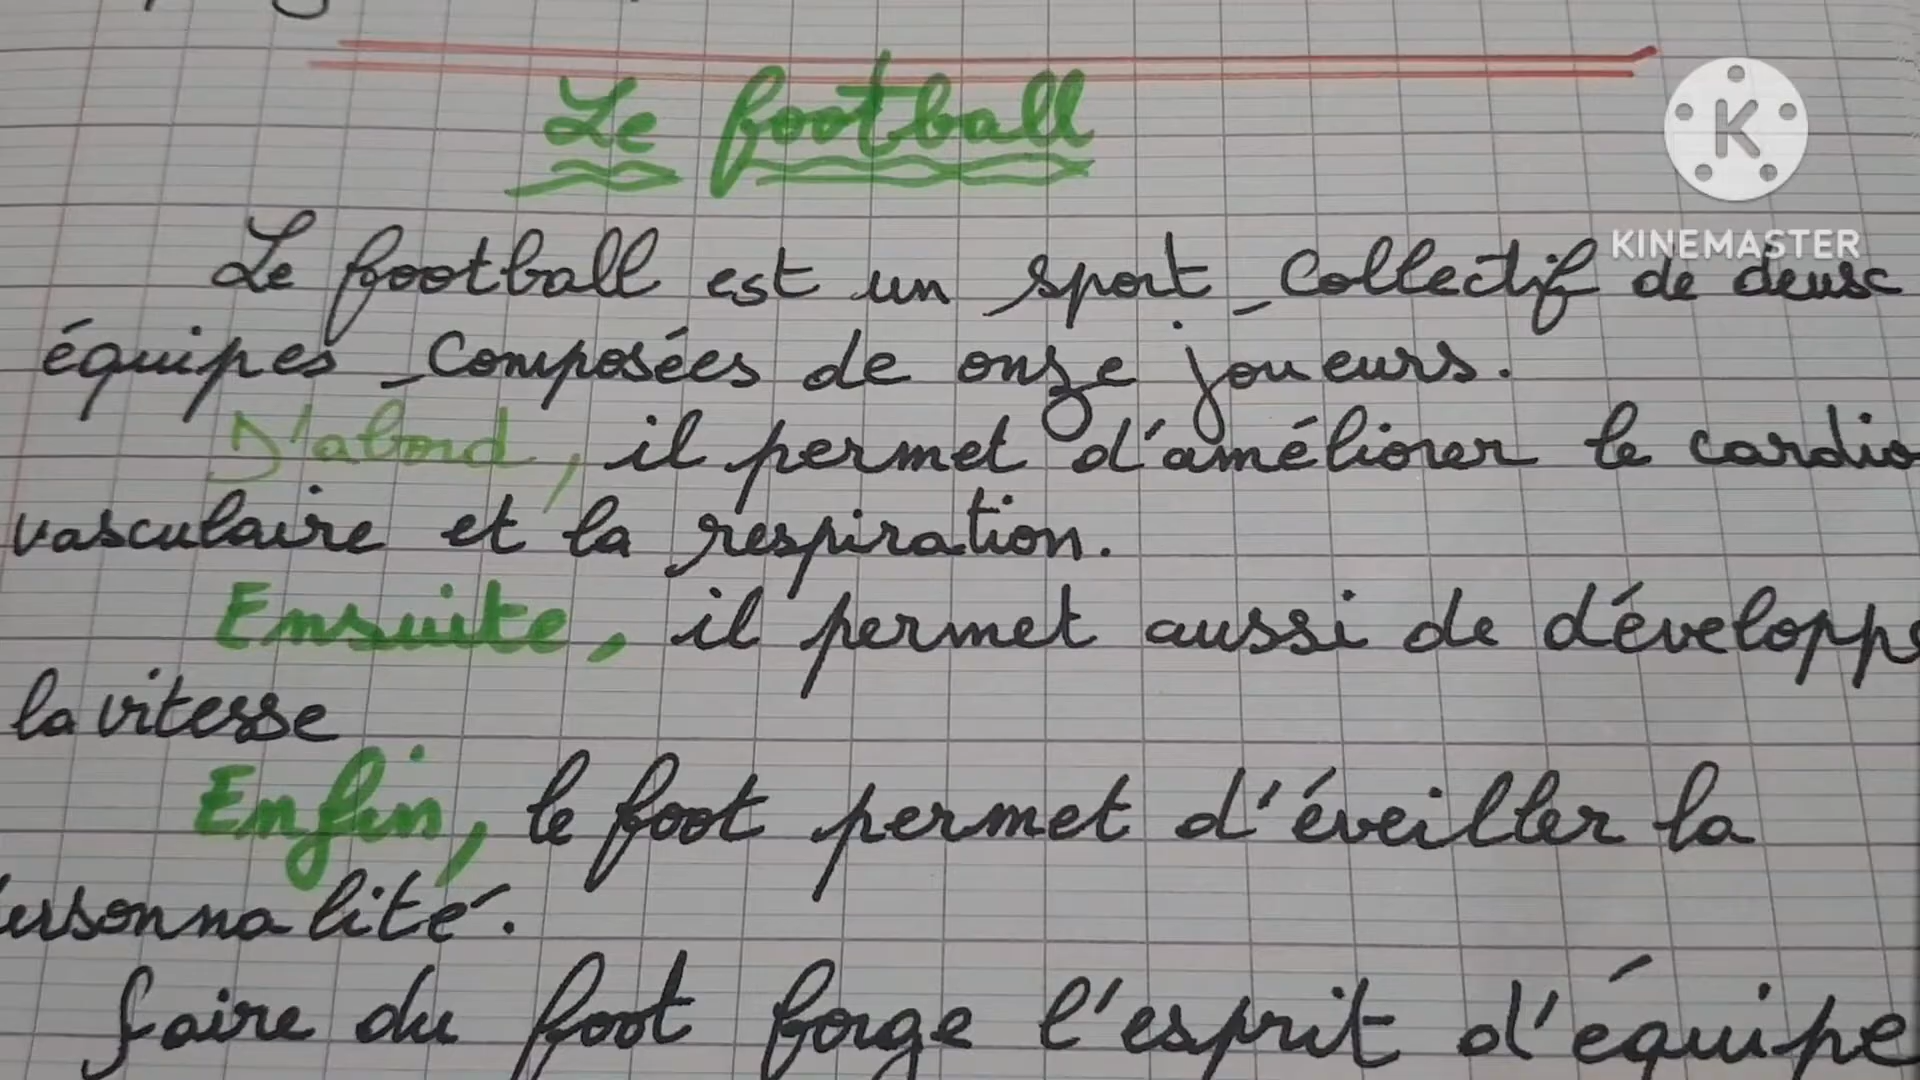 Le football
K
KINEMASTER
Le football est un sport collectif de deux
équipes composées de onze joueurs.
D'abord, il permet d'améliorer le cardio
vasculaire et la respiration.
Ensuite, il permet aussi de développe
la vitesse
Enfin, le foot permet d'éveiller la
ersonnalité.
faire du foot forge l'esprit d'équipe